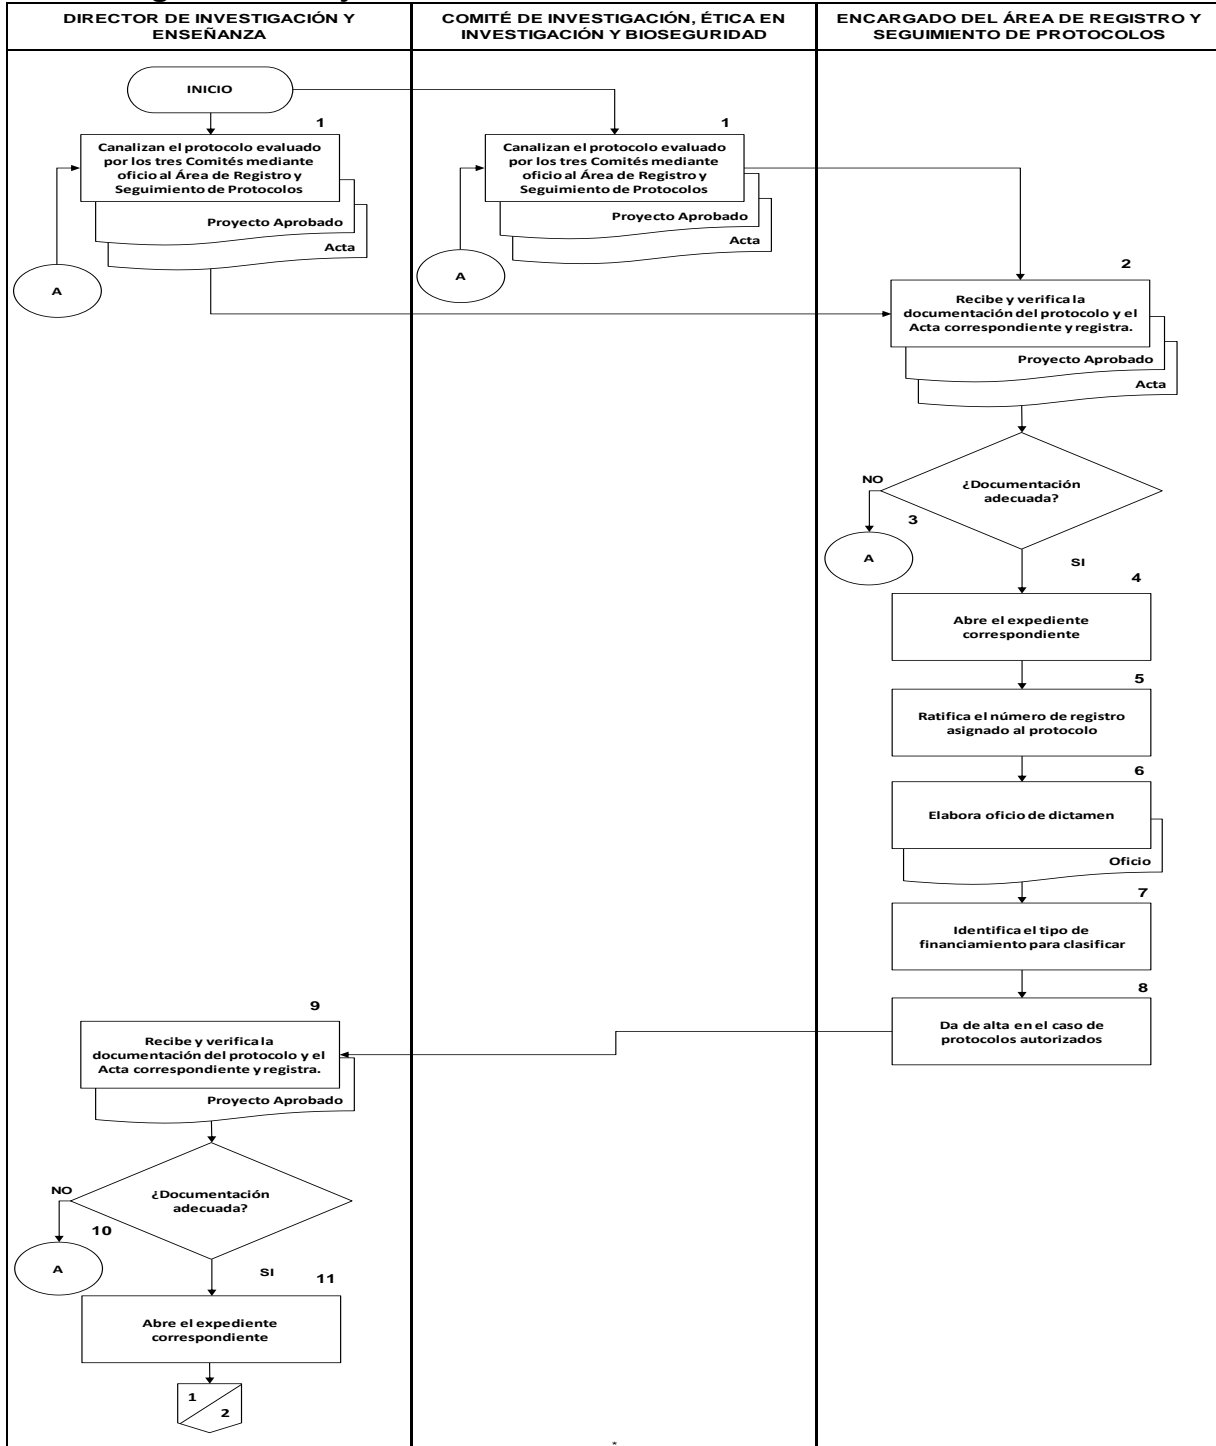 DIRECTOR DE INVESTIGACIÓN Y
ENSEÑANZA
COMITÉ DE INVESTIGACIÓN, ÉTICA EN
INVESTIGACIÓN Y BIOSEGURIDAD
ENCARGADO DEL ÁREA DE REGISTRO Y
SEGUIMIENTO DE PROTOCOLOS
INICIO
1
Canalizan el protocolo evaluado
por los tres Comités mediante
oficio al Área de Registro y
Seguimiento de Protocolos
Proyecto Aprobado
Acta
A
1
Canalizan el protocolo evaluado
por los tres Comités mediante
oficio al Área de Registro y
Seguimiento de Protocolos
Proyecto Aprobado
Acta
A
2
Recibe y verifica la
documentación del protocolo y el
Acta correspondiente y registra.
Proyecto Aprobado
Acta
¿Documentación
adecuada?
NO
3
A
SI
4
Abre el expediente
correspondiente
5
Ratifica el número de registro
asignado al protocolo
6
Elabora oficio de dictamen
Oficio
7
Identifica el tipo de
financiamiento para clasificar
8
Da de alta en el caso de
protocolos autorizados
9
Recibe y verifica la
documentación del protocolo y el
Acta correspondiente y registra.
Proyecto Aprobado
¿Documentación
adecuada?
NO
10
A
SI
11
Abre el expediente
correspondiente
1
2
*